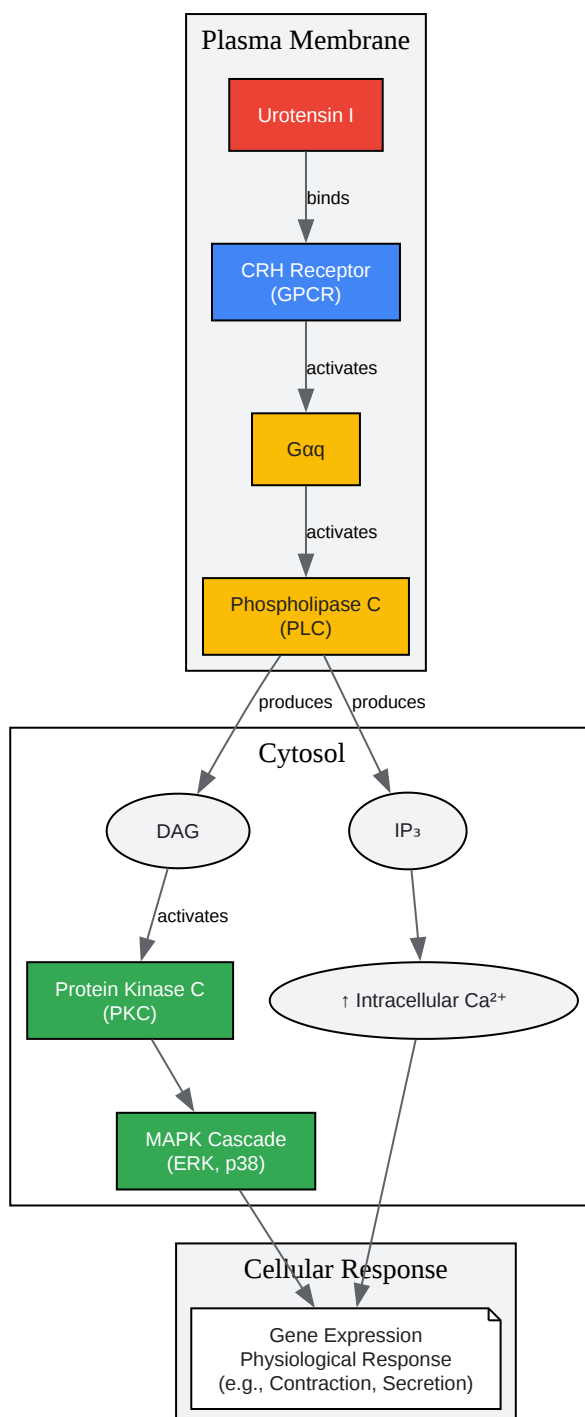 Plasma Membrane
Urotensin I
binds
CRH Receptor
(GPCR)
activates
Gαq
activates
Phospholipase C
(PLC)
produces
produces
Cytosol
DAG
IP₃
activates
Protein Kinase C
(PKC)
↑ Intracellular Ca²⁺
MAPK Cascade
(ERK, p38)
Cellular Response
Gene Expression
Physiological Response
(e.g., Contraction, Secretion)